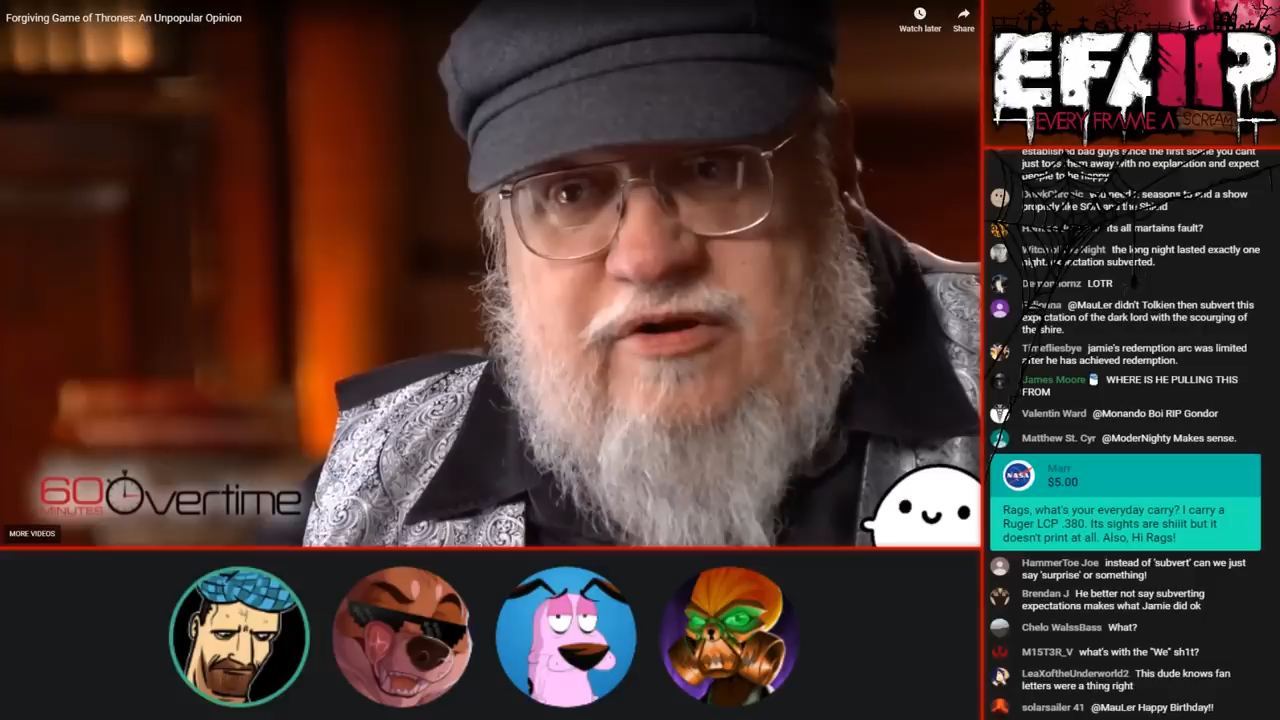 Forgiving Game of Thrones: An Unpopular Opinion
Watch later
Share
60 Overtime
MINUTES
MORE VIDEOS
EFAP
EVERY FRAME A SCREAM
established bad guys since the first scene you cant
just toss them away with no explanation and expect
people to be happy
you need seasons to end a show
properly like SOA and the Shield
its all martains fault?
Night the long night lasted exactly one
night. expectation subverted.
LOTR
@MauLer didn't Tolkien then subvert this
expectation of the dark lord with the scourging of
the shire.
Timefliesbye jamie's redemption arc was limited
after he has achieved redemption.
James Moore WHERE IS HE PULLING THIS
FROM
Valentin Ward @Monando Boi RIP Gondor
Matthew St. Cyr @ModerNighty Makes sense.
NASA
Marr
$5.00
Rags, what's your everyday carry? I carry a
Ruger LCP .380. Its sights are shiiit but it
doesn't print at all. Also, Hi Rags!
HammerToe Joe instead of 'subvert' can we just
say 'surprise' or something!
Brendan J He better not say subverting
expectations makes what Jamie did ok
Chelo WalssBass What?
M15T3R_V what's with the "We" sh1t?
LeaXoftheUnderworld2 This dude knows fan
letters were a thing right
solarsailer 41 @MauLer Happy Birthday!!